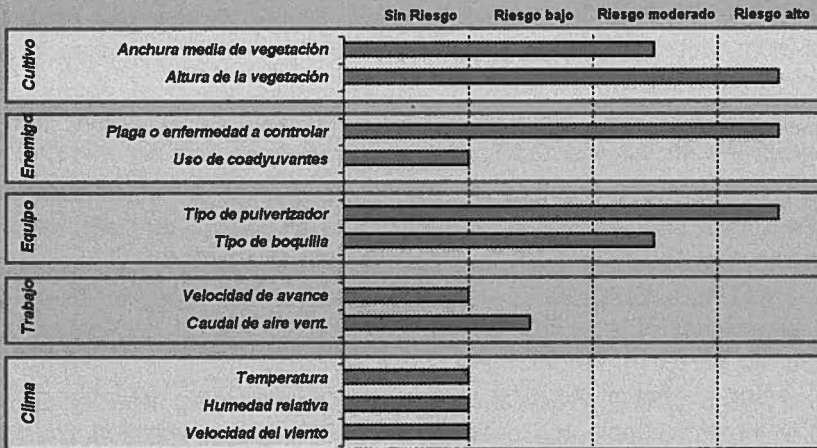 Sin Riesgo Riesgo bajo Riesgo moderado Riesgo alto
Cultivo
Anchura media de vegetación
Altura de la vegetación
Enemigo
Plaga o enfermedad a controlar
Uso de coadyuvantes
Equipo
Tipo de pulverizador
Tipo de boquilla
Trabajo
Velocidad de avance
Caudal de aire vent.
Clima
Temperatura
Humedad relativa
Velocidad del viento